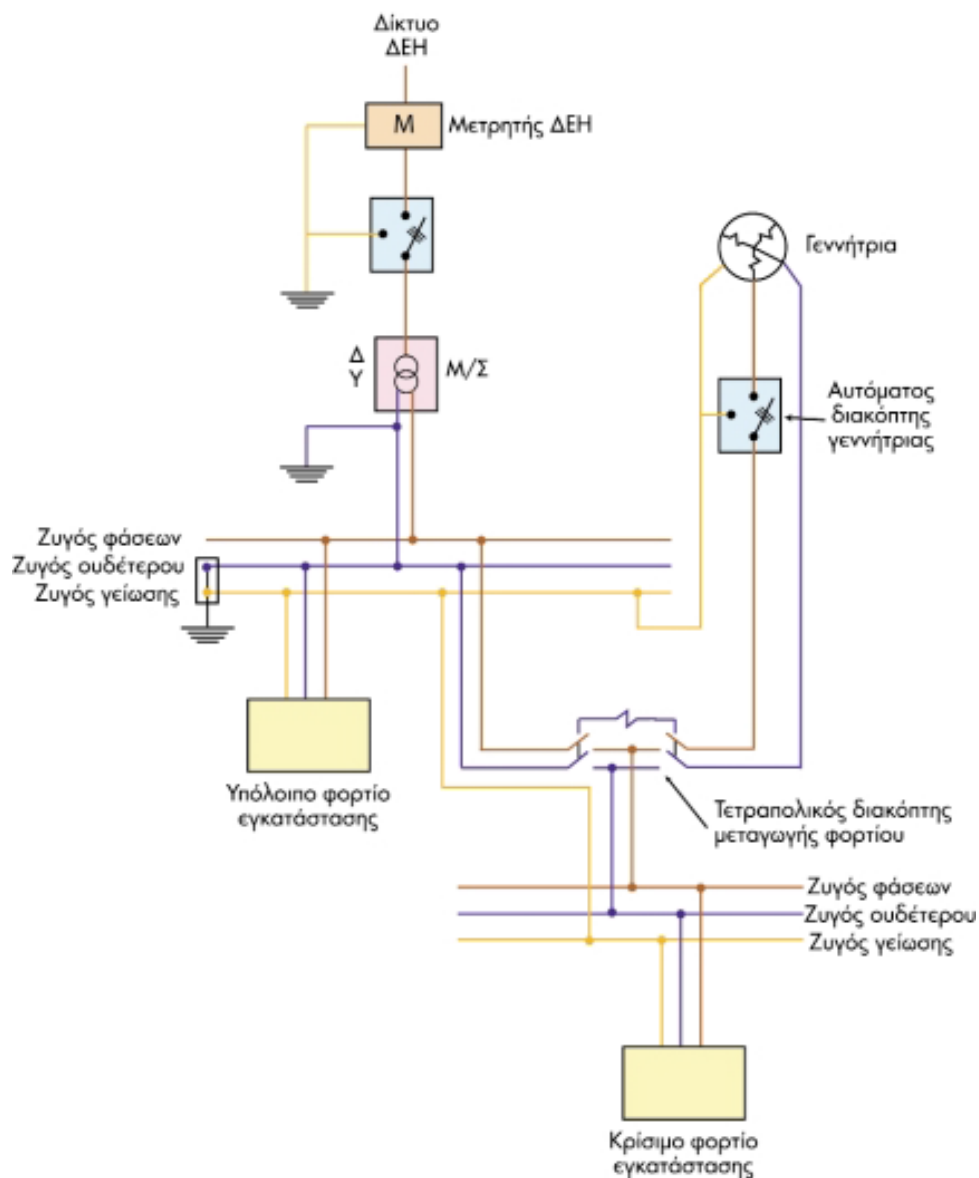 Δίκτυο
ΔΕΗ
M
Μετρητής ΔΕΗ
Γεννήτρια
Δ
Υ
Μ/Σ
Αυτόματος
διακόπτης
γεννήτριας
Ζυγός φάσεων
Ζυγός ουδέτερου
Ζυγός γείωσης
Υπόλοιπο φορτίο
εγκατάστασης
Τετραπολικός διακόπτης
μεταγωγής φορτίου
Ζυγός φάσεων
Ζυγός ουδέτερου
Ζυγός γείωσης
Κρίσιμο φορτίο
εγκατάστασης